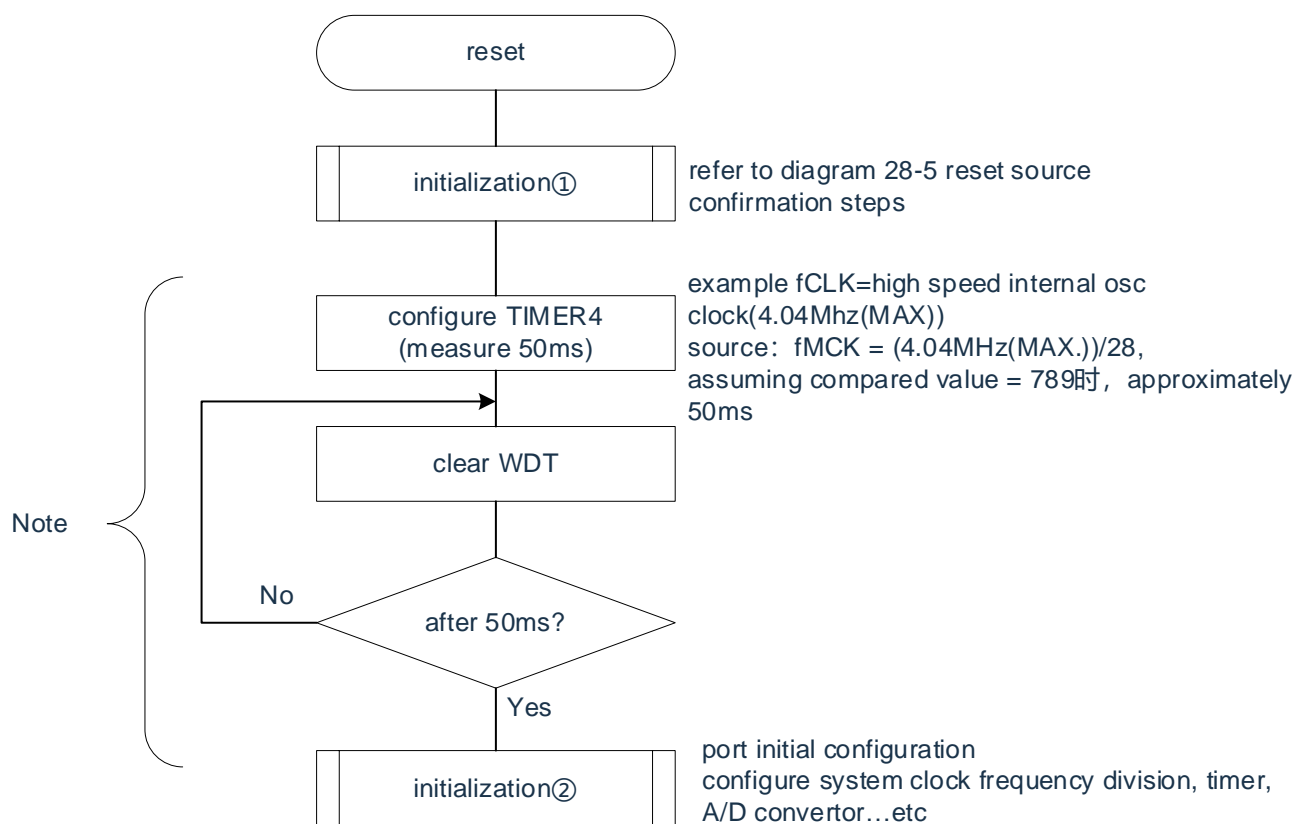 reset
initialization①
refer to diagram 28-5 reset source
confirmation steps
example fCLK=high speed internal osc
clock(4.04Mhz(MAX))
source：fMCK = (4.04MHz(MAX.))/28,
assuming compared value = 789时，approximately
50ms
configure TIMER4
(measure 50ms)
clear WDT
Note
No
after 50ms?
Yes
initialization②
port initial configuration
configure system clock frequency division, timer,
A/D convertor…etc